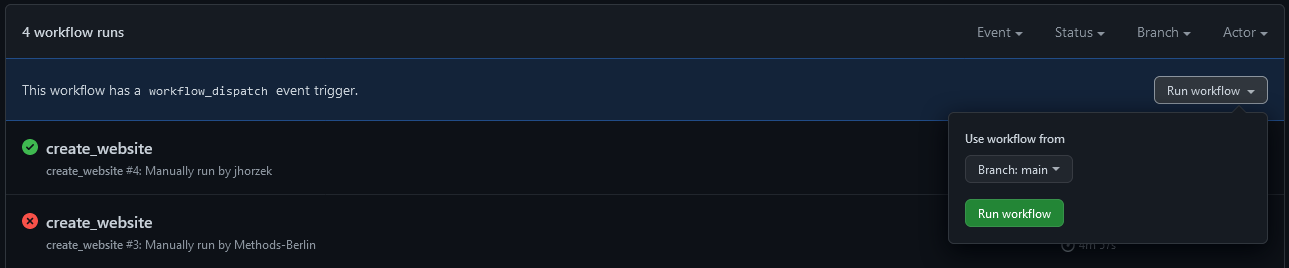 4 workflow runs
Event Status Branch Actor
This workflow has a workflow_dispatch event trigger.
Run workflow
Use workflow from
Branch: main
Run workflow
create_website
create_website #4: Manually run by jhorzek
create_website
create_website #3: Manually run by Methods-Berlin